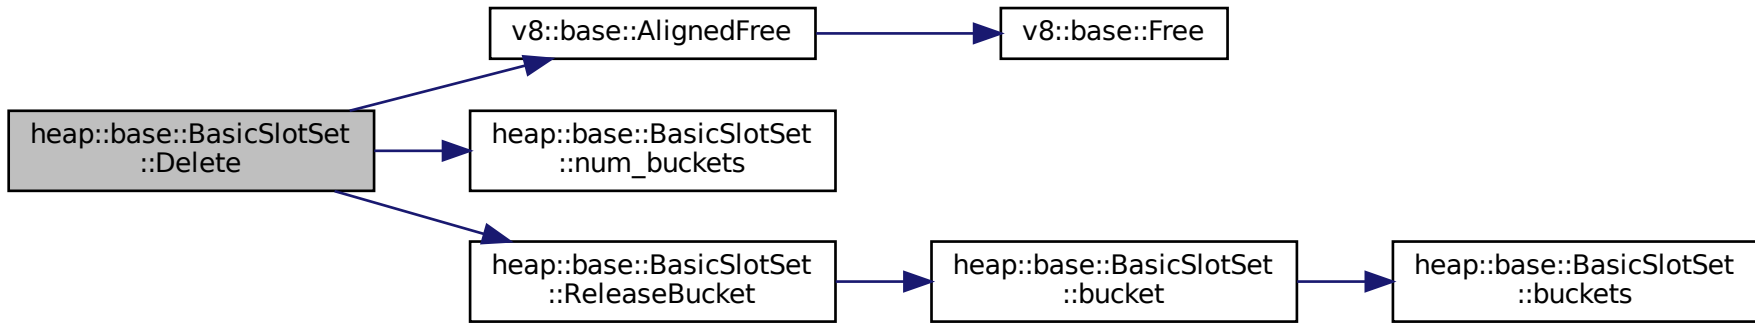 v8::base::AlignedFree
v8::base::Free
heap::base::BasicSlotSet
::Delete
heap::base::BasicSlotSet
::num_buckets
heap::base::BasicSlotSet
::ReleaseBucket
heap::base::BasicSlotSet
::bucket
heap::base::BasicSlotSet
::buckets